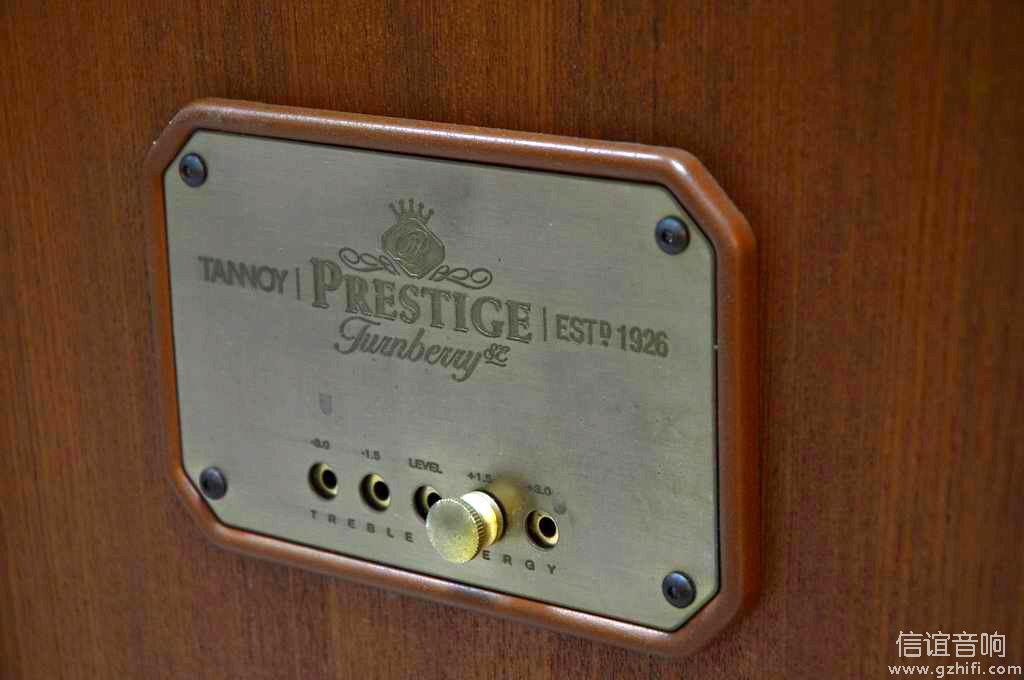 TANNOY | PRESTIGE | ESTD 1926
Turnberry SE
-3.0 -1.5 LEVEL +1.5 +3.0
TREBLE E ERGY
信谊音响
www.gzhifi.com